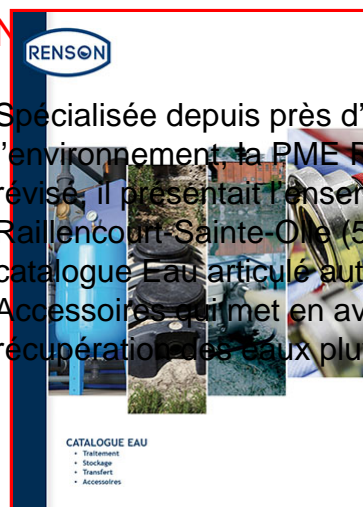 N
RENSON
Spécialisée depuis près d'
l'environnement, la PME R
révisé, il présentait l'ensen
Raillencourt-Sainte-Olle (5
catalogue Eau articulé aut
Accessoires qui met en av
récupération des eaux plu
CATALOGUE EAU
• Traitement
• Stockage
• Transfert
• Accessoires